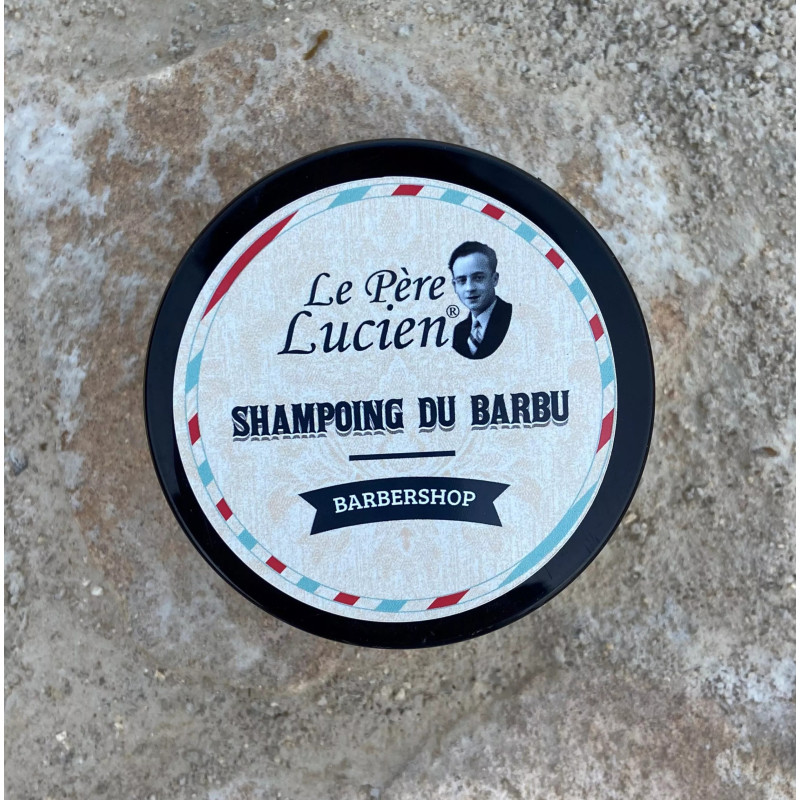 Le Père
Lucien®
SHAMPOING DU BARBU
BARBERSHOP